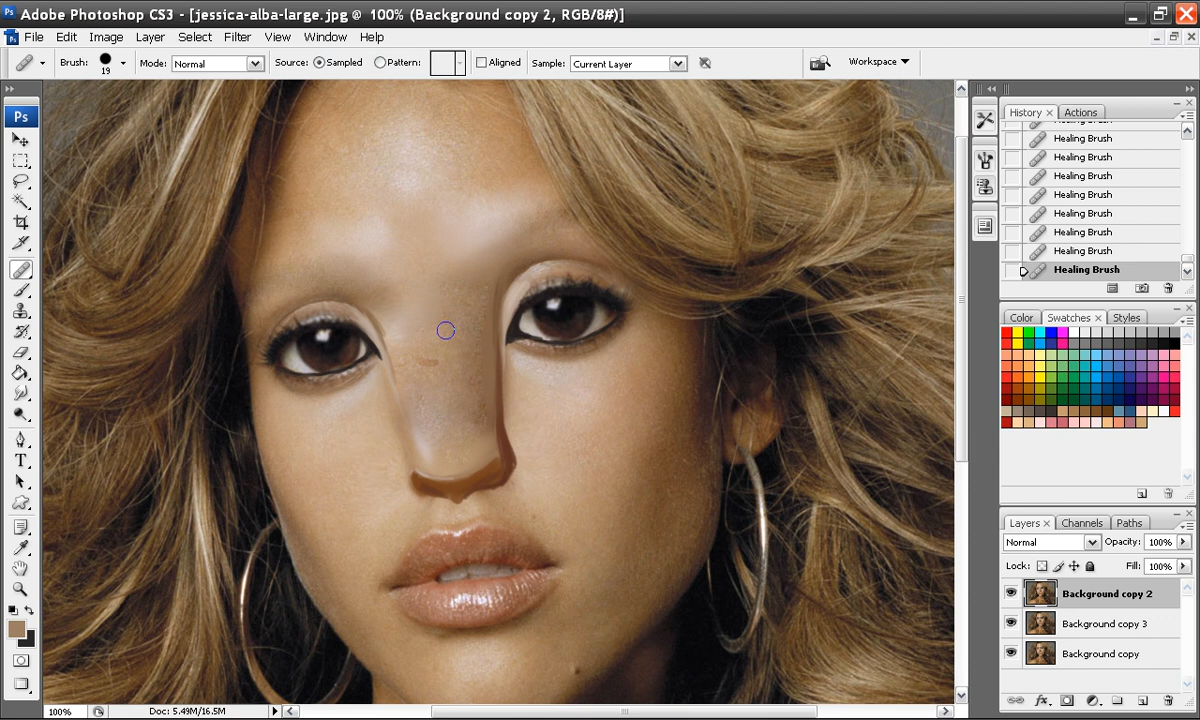 Adobe Photoshop CS3 - [jessica-alba-large.jpg @ 100% (Background copy 2, RGB/8#)]
File Edit Image Layer Select Filter View Window Help
Brush: 19 Mode: Normal Source: Sampled Pattern: Aligned Sample: Current Layer Workspace
Ps
History Actions
Healing Brush
Healing Brush
Healing Brush
Healing Brush
Healing Brush
Healing Brush
Healing Brush
Healing Brush
Healing Brush
Color Swatches Styles
Layers Channels Paths
Normal Opacity: 100%
Lock: Fill: 100%
Background copy 2
Background copy 3
Background copy
100% Doc: 5.49M/16.5M